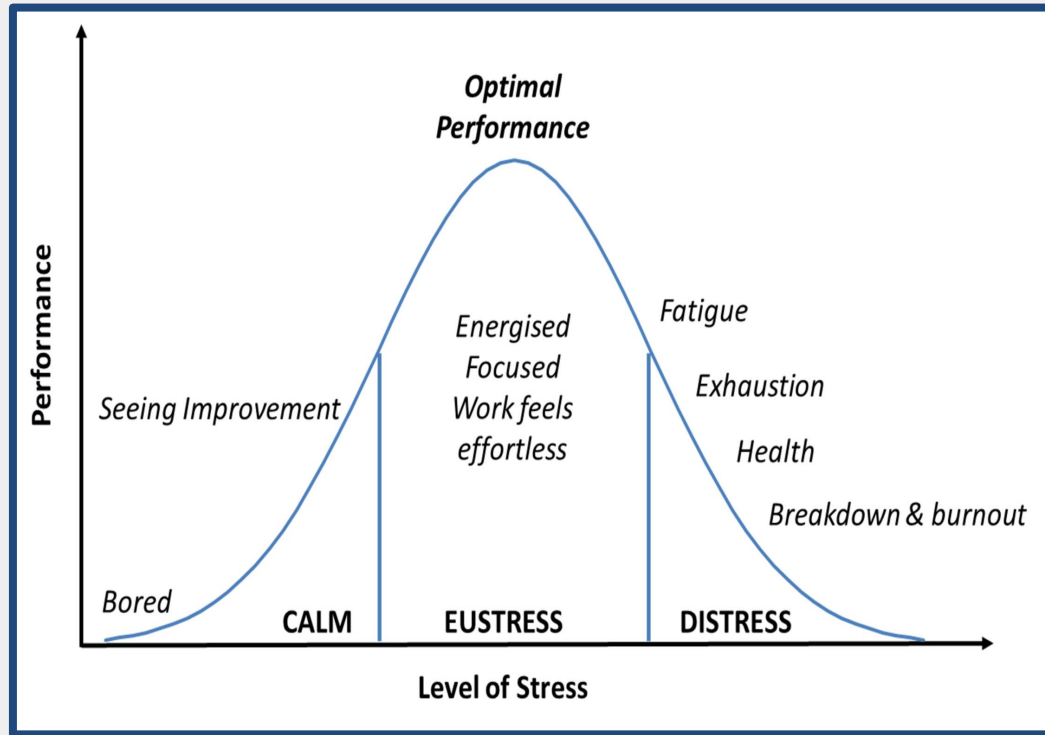 Optimal
Performance
Performance
Energised
Focused
Work feels
effortless
Fatigue
Exhaustion
Health
Breakdown & burnout
Seeing Improvement
Bored
CALM
EUSTRESS
DISTRESS
Level of Stress